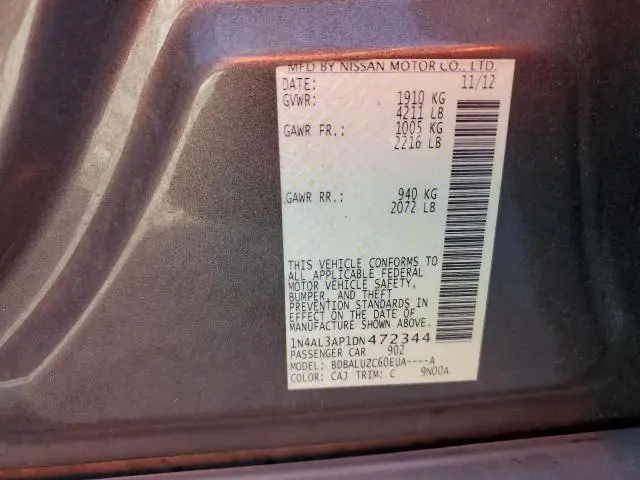 MFD BY NISSAN MOTOR CO., LTD.
DATE: 11/12
GVWR: 1910 KG
4211 LB
GAWR FR.: 1005 KG
2216 LB
GAWR RR.: 940 KG
2072 LB
THIS VEHICLE CONFORMS TO
ALL APPLICABLE FEDERAL
MOTOR VEHICLE SAFETY,
BUMPER, AND THEFT
PREVENTION STANDARDS IN
EFFECT ON THE DATE OF
MANUFACTURE SHOWN ABOVE.
1N4AL3AP1DN472344
PASSENGER CAR 902
MODEL: BDBALUZC60EUA----A
COLOR: CAJ TRIM: C 9N00A